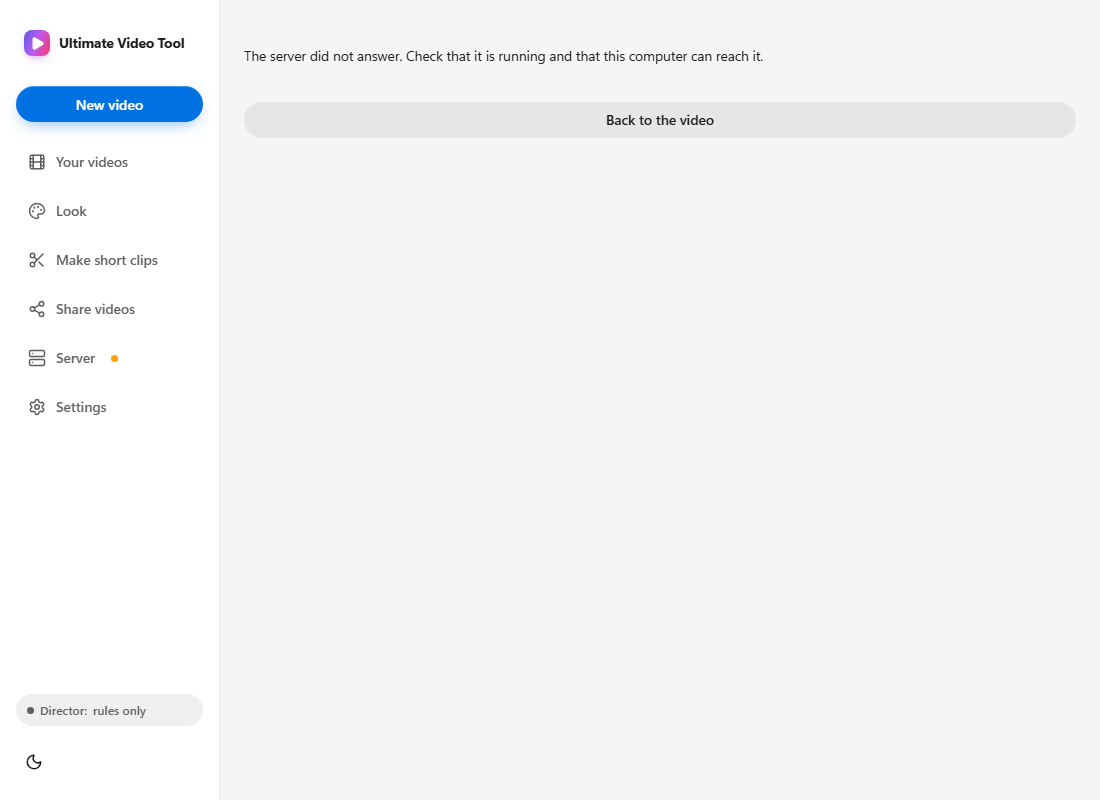 Ultimate Video Tool
New video
Your videos
Look
Make short clips
Share videos
Server
Settings
Director: rules only
The server did not answer. Check that it is running and that this computer can reach it.
Back to the video